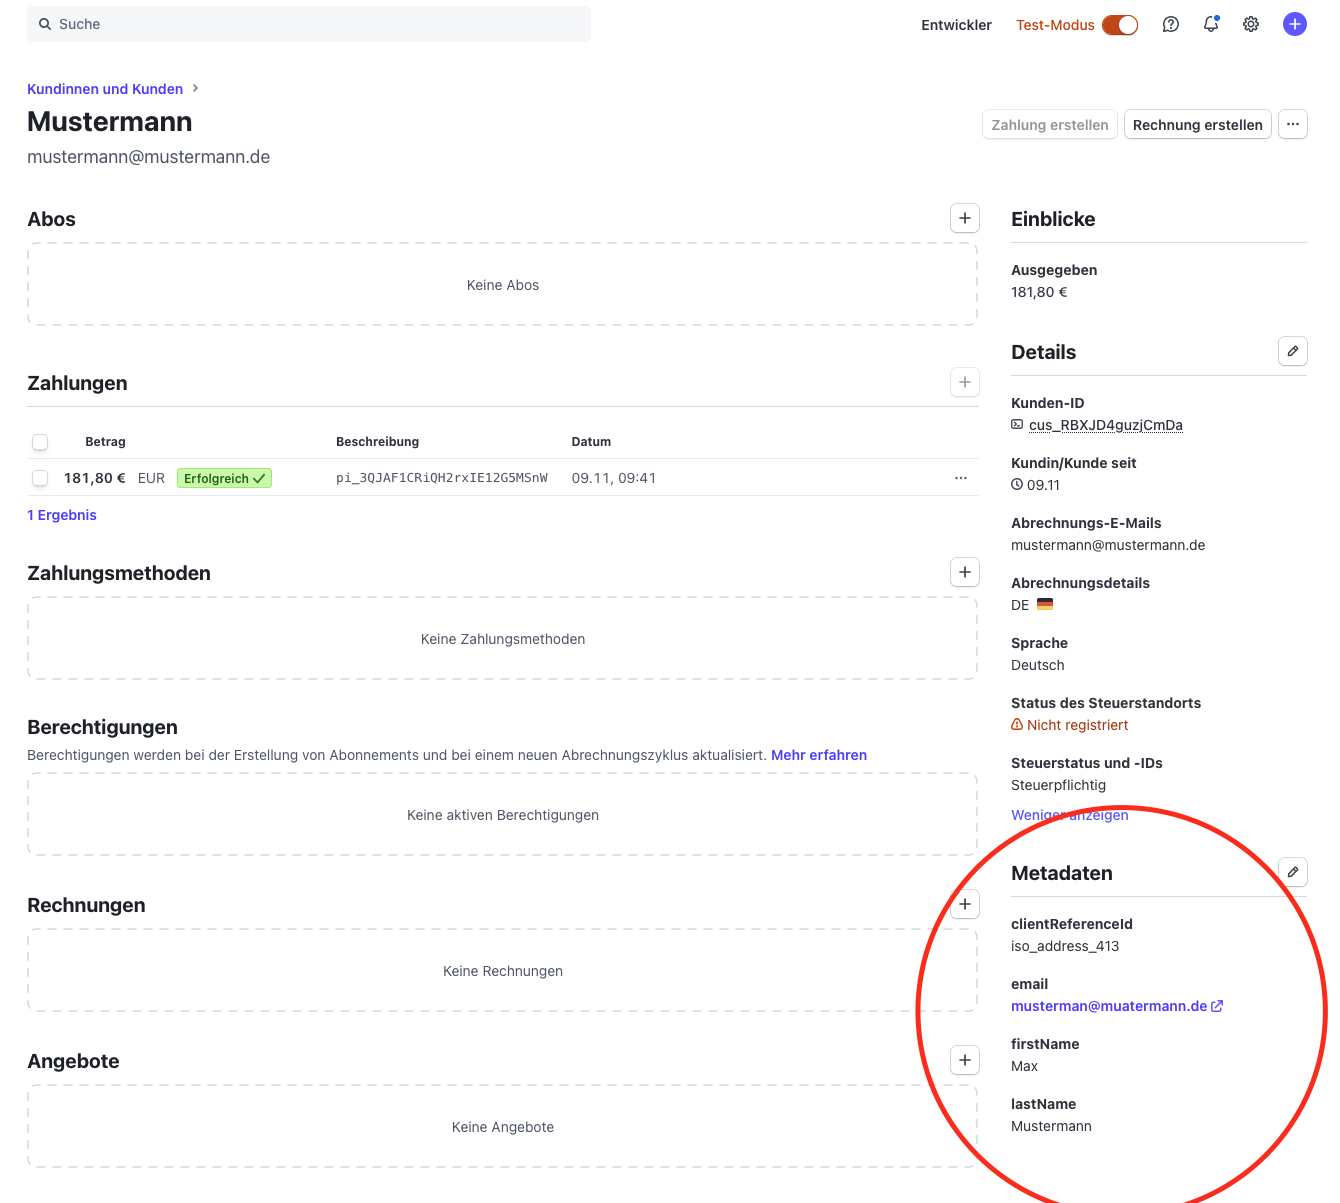 Suche
Entwickler
Test-Modus
Kundinnen und Kunden
Mustermann
mustermann@mustermann.de
Zahlung erstellen
Rechnung erstellen
Abos
Keine Abos
Zahlungen
Betrag Beschreibung Datum
181,80 € EUR Erfolgreich pi_3QJAF1CRiQH2rxIE12G5MSnW 09.11, 09:41
1 Ergebnis
Zahlungsmethoden
Keine Zahlungsmethoden
Berechtigungen
Berechtigungen werden bei der Erstellung von Abonnements und bei einem neuen Abrechnungszyklus aktualisiert. Mehr erfahren
Keine aktiven Berechtigungen
Rechnungen
Keine Rechnungen
Angebote
Keine Angebote
Einblicke
Ausgegeben
181,80 €
Details
Kunden-ID
cus_RBXJD4guzjCmDa
Kundin/Kunde seit
09.11
Abrechnungs-E-Mails
mustermann@mustermann.de
Abrechnungsdetails
DE
Sprache
Deutsch
Status des Steuerstandorts
Nicht registriert
Steuerstatus und -IDs
Steuerpflichtig
Weniger anzeigen
Metadaten
clientReferenceId
iso_address_413
email
musterman@muatermann.de
firstName
Max
lastName
Mustermann